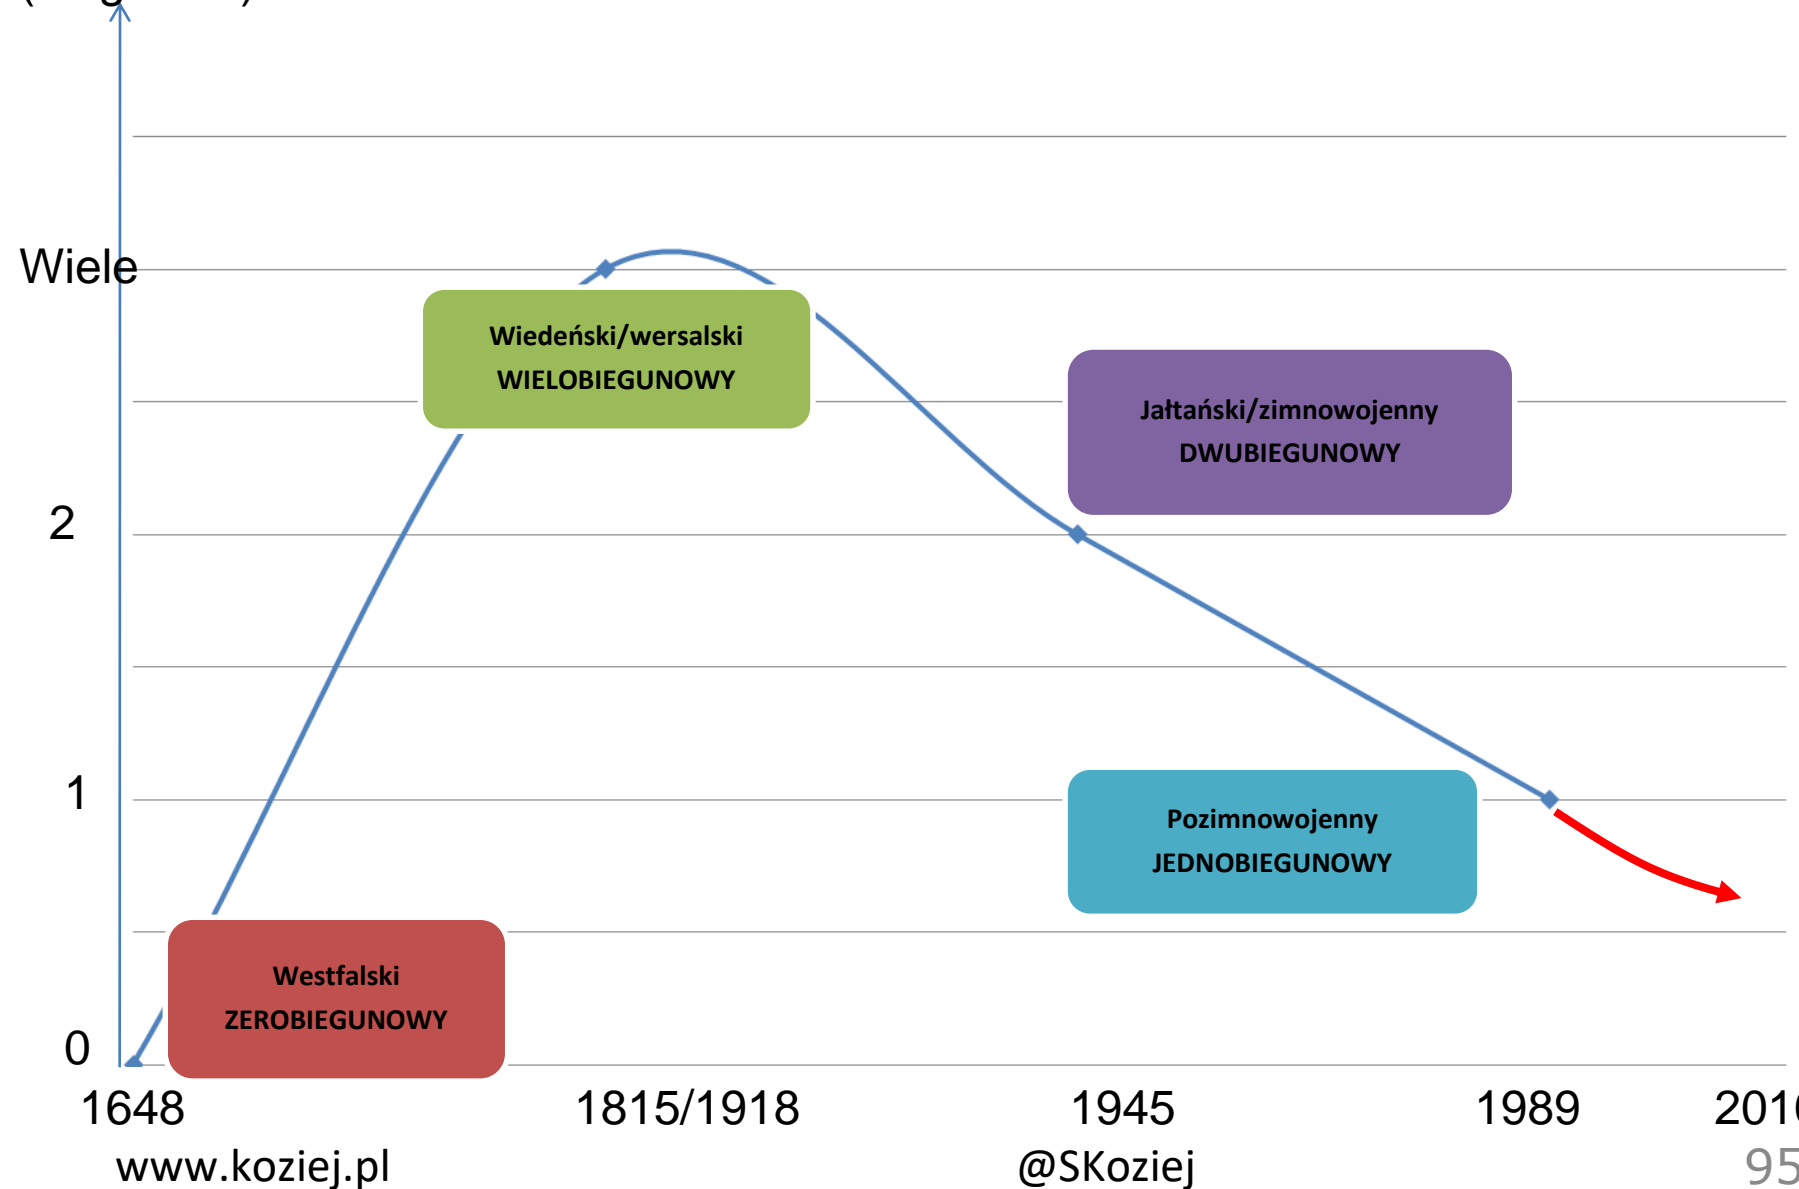 Wiele
Wiedeński/wersalski
WIELOBIEGUNOWY
Jałtański/zimnowojenny
DWUBIEGUNOWY
2
1
Pozimnowojenny
JEDNOBIEGUNOWY
Westfalski
ZEROBIEGUNOWY
0
1648 1815/1918 1945 1989
www.koziej.pl @SKoziej 95